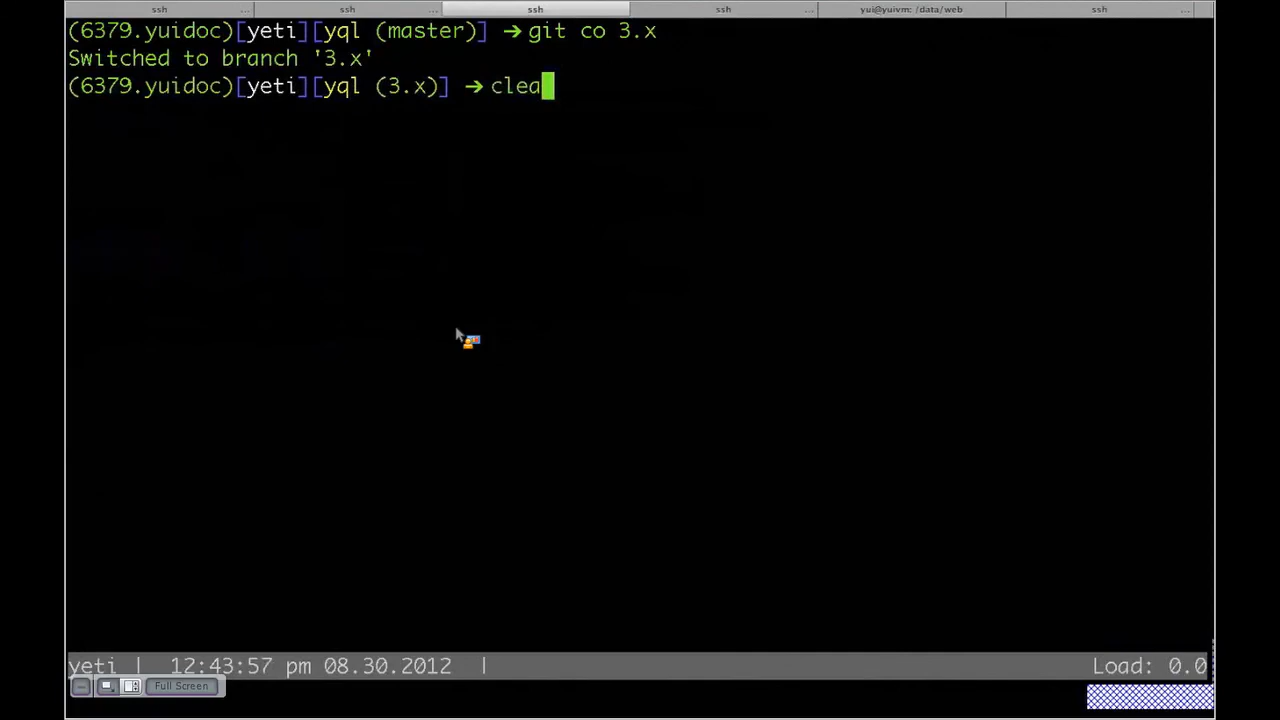 ssh ... ssh ... ssh ssh ... yui@yuivm: /data/web ssh ...
(6379.yuidoc)[yeti][yql (master)] ➔ git co 3.x
Switched to branch '3.x'
(6379.yuidoc)[yeti][yql (3.x)] ➔ clea
yeti | 12:43:57 pm 08.30.2012 | Load: 0.0
Full Screen